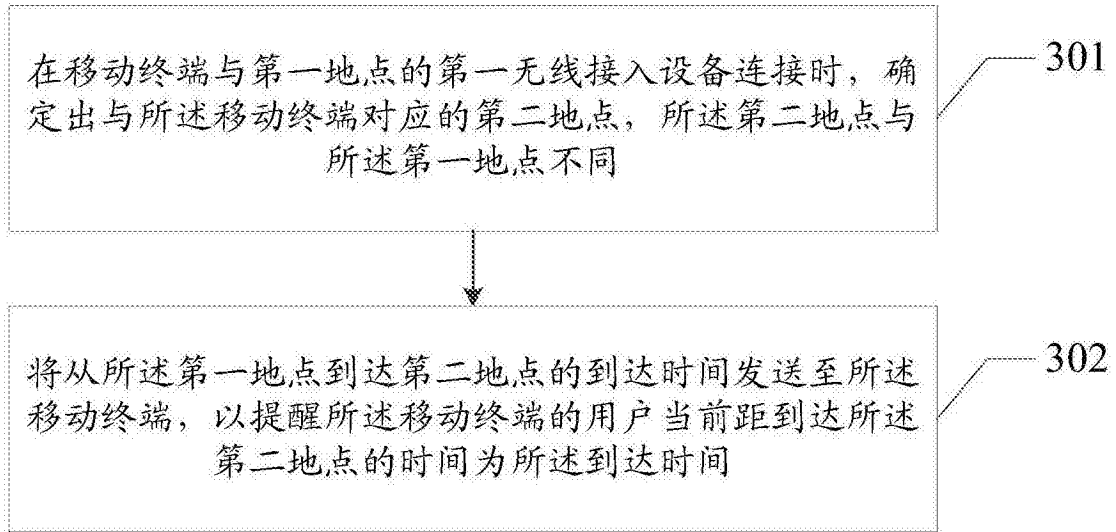 在移动终端与第一地点的第一无线接入设备连接时，确
定出与所述移动终端对应的第二地点，所述第二地点与
所述第一地点不同
301
将从所述第一地点到达第二地点的到达时间发送至所述
移动终端，以提醒所述移动终端的用户当前距到达所述
第二地点的时间为所述到达时间
302